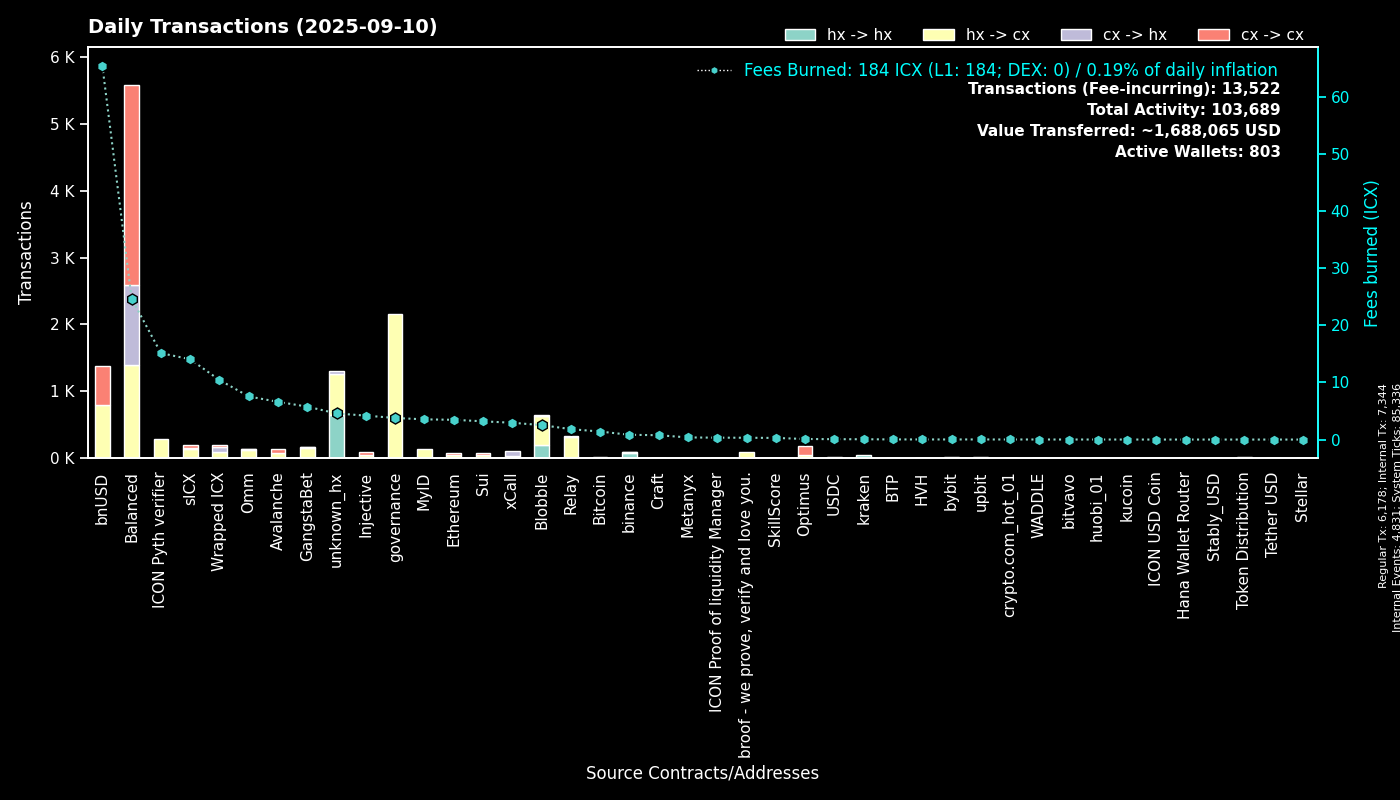 Daily Transactions (2025-09-10)
hx -> hx
hx -> cx
cx -> hx
cx -> cx
Fees Burned: 184 ICX (L1: 184; DEX: 0) / 0.19% of daily inflation
Transactions (Fee-incurring): 13,522
Total Activity: 103,689
Value Transferred: ~1,688,065 USD
Active Wallets: 803
Transactions
6 K
5 K
4 K
3 K
2 K
1 K
0 K
60
50
40
30
20
10
0
Fees burned (ICX)
Regular Tx: 6,178; Internal Tx: 7,344
Internal Events: 4,831; System Ticks: 85,336
bnUSD
Balanced
ICON Pyth verifier
sICX
Wrapped ICX
Omm
Avalanche
GangstaBet
unknown_hx
Injective
governance
MyID
Ethereum
Sui
xCall
Blobble
Relay
Bitcoin
binance
Craft
Metanyx
ICON Proof of liquidity Manager
broof - we prove, verify and love you.
SkillScore
Optimus
USDC
kraken
BTP
HVH
bybit
upbit
crypto.com_hot_01
WADDLE
bitvavo
huobi_01
kucoin
ICON USD Coin
Hana Wallet Router
Stably_USD
Token Distribution
Tether USD
Stellar
Source Contracts/Addresses